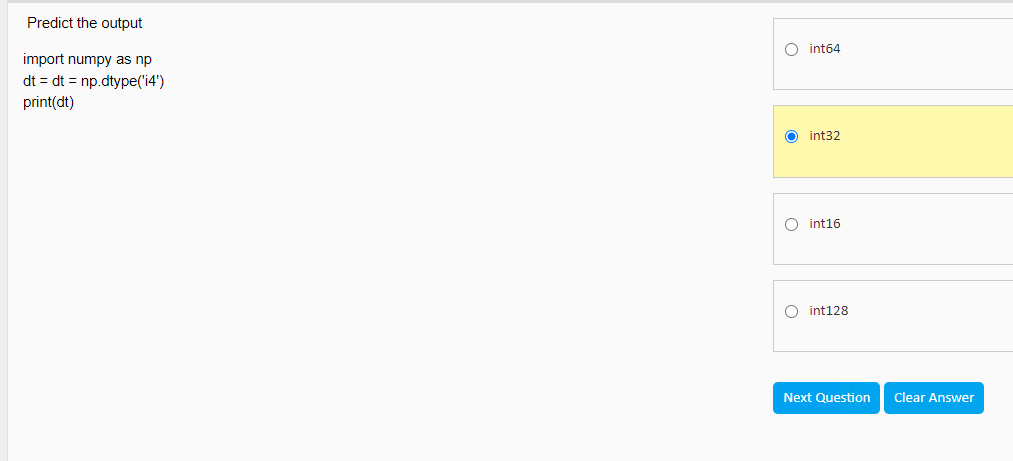 Predict the output
import numpy as np
dt = dt = np.dtype('i4')
print(dt)
int64
int32
int16
int128
Next Question
Clear Answer